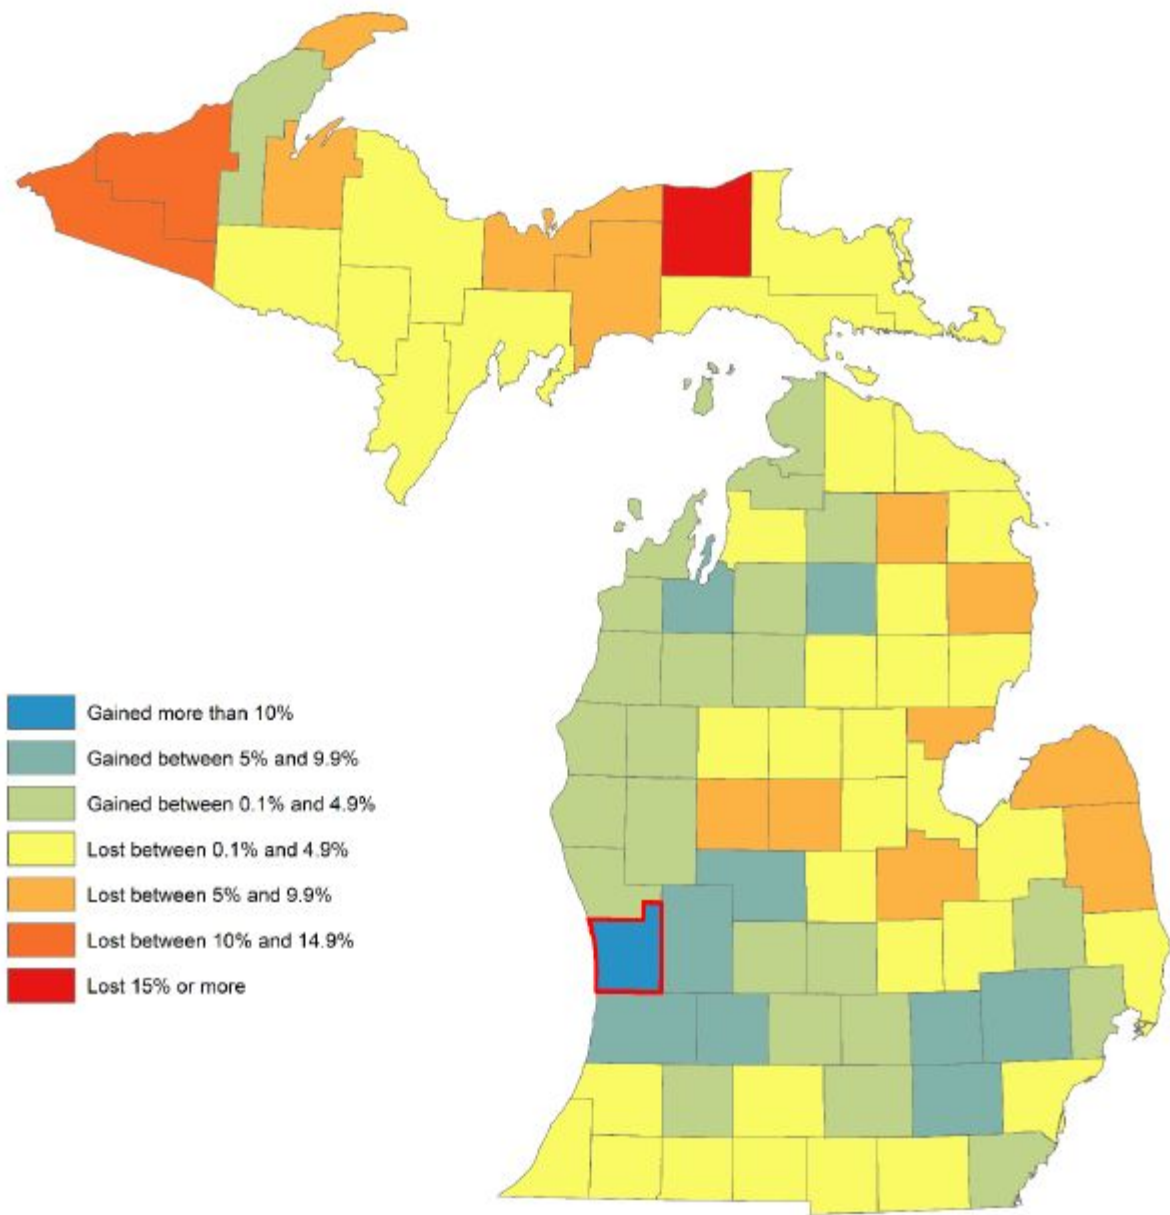 Gained more than 10%
Gained between 5% and 9.9%
Gained between 0.1% and 4.9%
Lost between 0.1% and 4.9%
Lost between 5% and 9.9%
Lost between 10% and 14.9%
Lost 15% or more